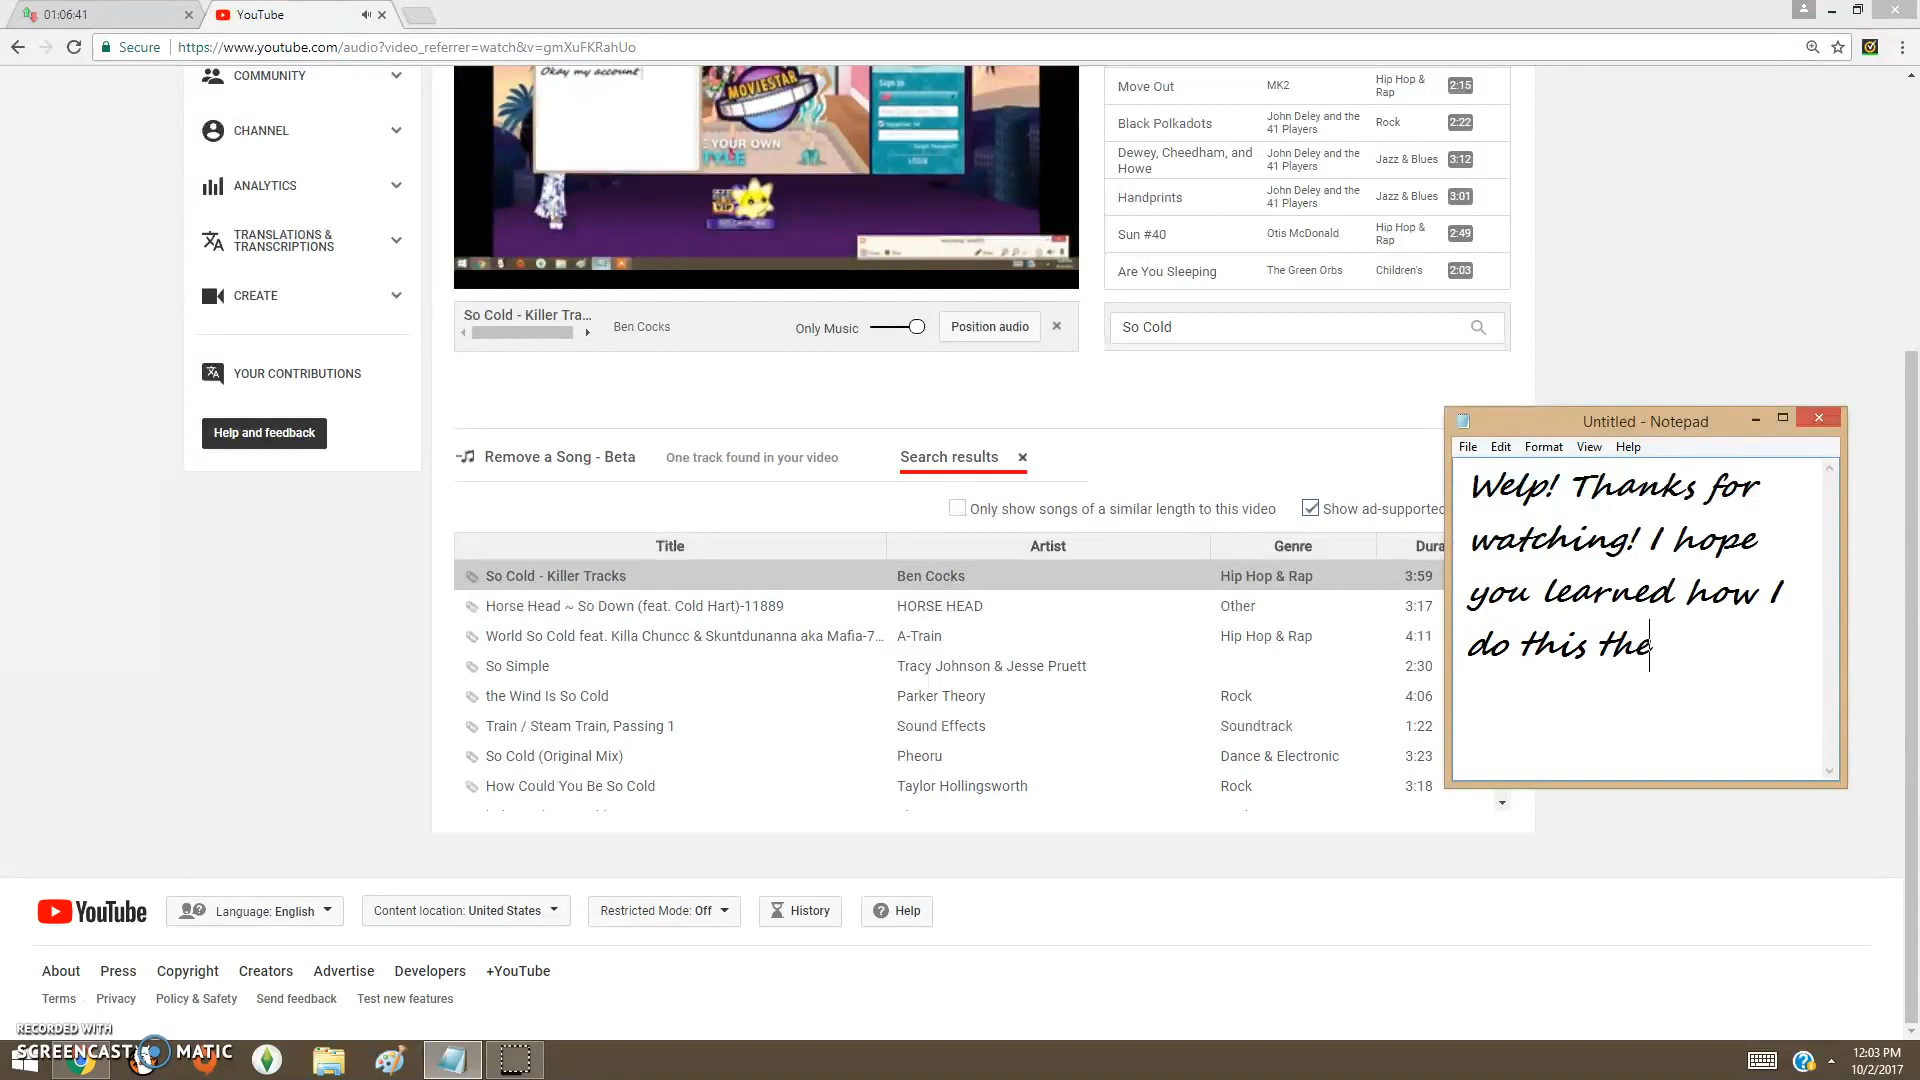 01:06:41
YouTube
Secure
https://www.youtube.com/audio?video_referrer=watch&v=gmXuFKRahUo
COMMUNITY
CHANNEL
ANALYTICS
TRANSLATIONS &
TRANSCRIPTIONS
CREATE
YOUR CONTRIBUTIONS
Help and feedback
Okay my account
MOVIESTAR
E YOUR OWN
TYLE
Sign In
LOGIN
VIP
Move Out MK2 Hip Hop & Rap 2:15
Black Polkadots John Deley and the 41 Players Rock 2:22
Dewey, Cheedham, and Howe John Deley and the 41 Players Jazz & Blues 3:12
Handprints John Deley and the 41 Players Jazz & Blues 3:01
Sun #40 Otis McDonald Hip Hop & Rap 2:49
Are You Sleeping The Green Orbs Children's 2:03
So Cold - Killer Tra...
Ben Cocks
Only Music
Position audio
So Cold
Remove a Song - Beta
One track found in your video
Search results
Only show songs of a similar length to this video
Show ad-supported
Title Artist Genre Dura
So Cold - Killer Tracks Ben Cocks Hip Hop & Rap 3:59
Horse Head ~ So Down (feat. Cold Hart)-11889 HORSE HEAD Other 3:17
World So Cold feat. Killa Chuncc & Skuntdunanna aka Mafia-7... A-Train Hip Hop & Rap 4:11
So Simple Tracy Johnson & Jesse Pruett 2:30
the Wind Is So Cold Parker Theory Rock 4:06
Train / Steam Train, Passing 1 Sound Effects Soundtrack 1:22
So Cold (Original Mix) Pheoru Dance & Electronic 3:23
How Could You Be So Cold Taylor Hollingsworth Rock 3:18
Untitled - Notepad
File Edit Format View Help
Welp! Thanks for
watching! I hope
you learned how I
do this the
YouTube
Language: English
Content location: United States
Restricted Mode: Off
History
Help
About Press Copyright Creators Advertise Developers +YouTube
Terms Privacy Policy & Safety Send feedback Test new features
RECORDED WITH
SCREENCAST MATIC
12:03 PM
10/2/2017